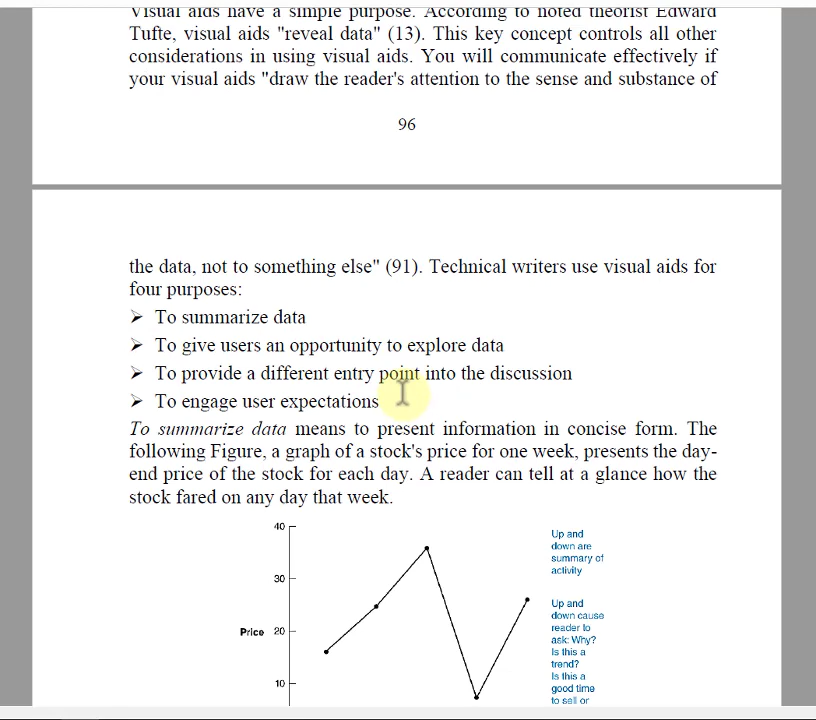 Visual aids have a simple purpose. According to noted theorist Edward
Tufte, visual aids "reveal data" (13). This key concept controls all other
considerations in using visual aids. You will communicate effectively if
your visual aids "draw the reader's attention to the sense and substance of
96
the data, not to something else" (91). Technical writers use visual aids for
four purposes:
➢ To summarize data
➢ To give users an opportunity to explore data
➢ To provide a different entry point into the discussion
➢ To engage user expectations
To summarize data means to present information in concise form. The
following Figure, a graph of a stock's price for one week, presents the day-
end price of the stock for each day. A reader can tell at a glance how the
stock fared on any day that week.
40
30
Price 20
10
Up and
down are
summary of
activity
Up and
down cause
reader to
ask: Why?
Is this a
trend?
Is this a
good time
to sell or